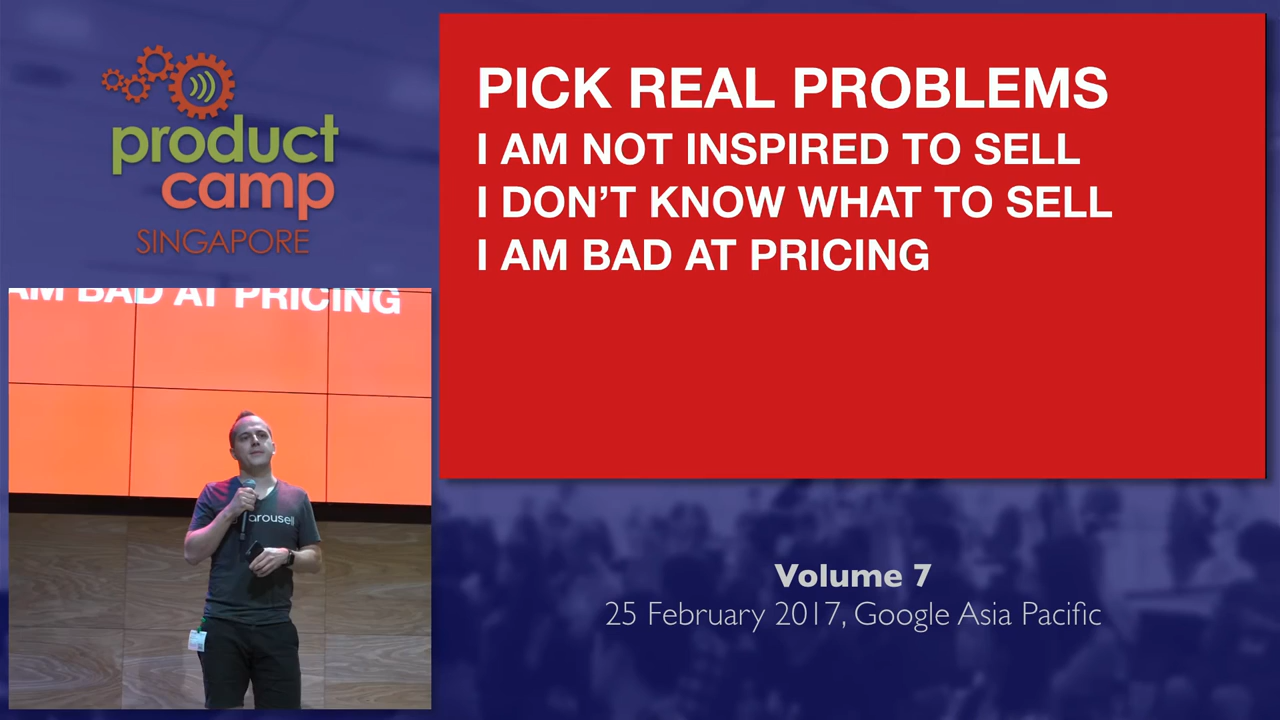 product
camp
SINGAPORE
PICK REAL PROBLEMS
I AM NOT INSPIRED TO SELL
I DON'T KNOW WHAT TO SELL
I AM BAD AT PRICING
AM BAD AT PRICING
arousell
Volume 7
25 February 2017, Google Asia Pacific